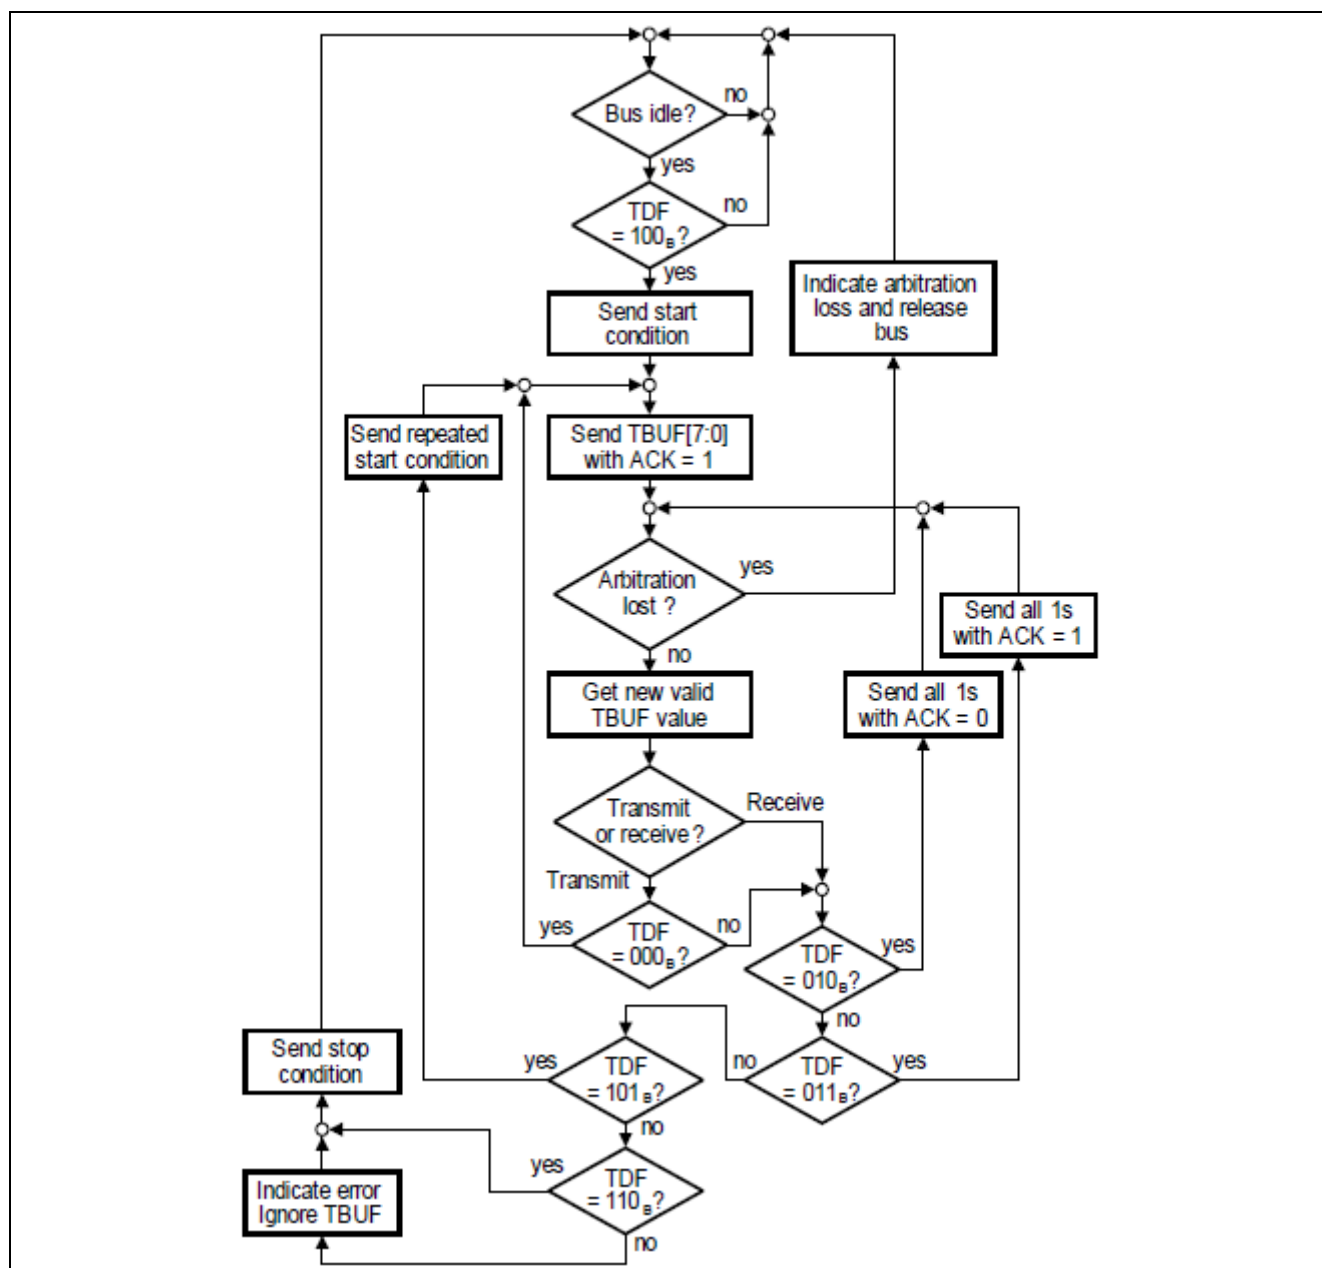 Bus idle?
no
yes
TDF
= 100B?
no
yes
Send start
condition
Indicate arbitration
loss and release
bus
Send repeated
start condition
Send TBUF[7:0]
with ACK = 1
Arbitration
lost ?
yes
no
Send all 1s
with ACK = 1
Get new valid
TBUF value
Send all 1s
with ACK = 0
Transmit
or receive?
Receive
Transmit
TDF
= 000B?
yes
no
TDF
= 010B?
yes
no
Send stop
condition
TDF
= 101B?
yes
no
TDF
= 011B?
no
yes
TDF
= 110B?
yes
no
Indicate error
Ignore TBUF